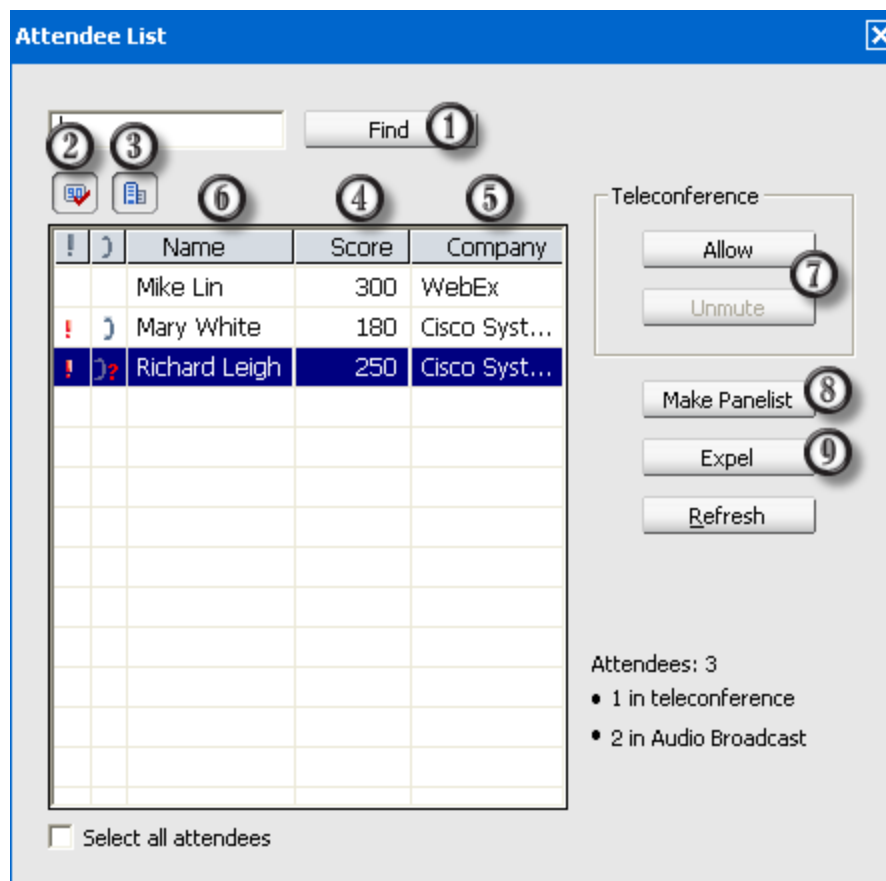 Attendee List
Find 1
2 3
90
6 4 5
! Name Score Company
Mike Lin 300 WebEx
! Mary White 180 Cisco Syst...
! ? Richard Leigh 250 Cisco Syst...
Select all attendees
Teleconference
Allow
7
Unmute
Make Panelist 8
Expel 9
Refresh
Attendees: 3
• 1 in teleconference
• 2 in Audio Broadcast